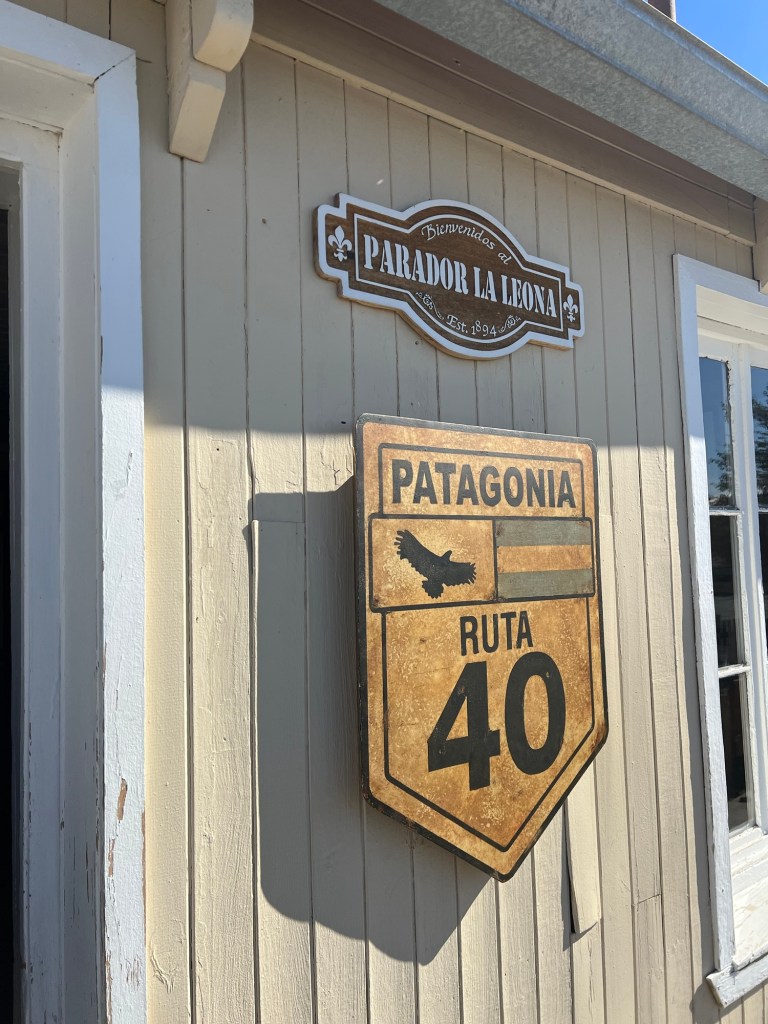 Bienvenidos al
PARADOR LA LEONA
Est. 1894
PATAGONIA
RUTA
40